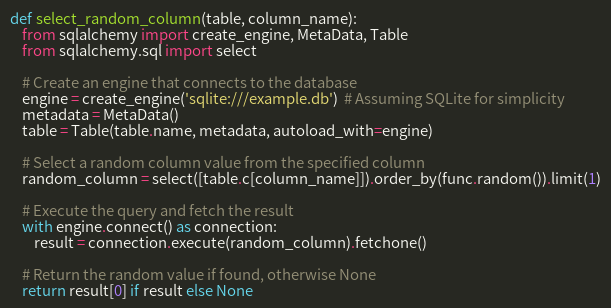 def select_random_column(table, column_name):
    from sqlalchemy import create_engine, MetaData, Table
    from sqlalchemy.sql import select

    # Create an engine that connects to the database
    engine = create_engine('sqlite:///example.db')  # Assuming SQLite for simplicity
    metadata = MetaData()
    table = Table(table.name, metadata, autoload_with=engine)

    # Select a random column value from the specified column
    random_column = select([table.c[column_name]]).order_by(func.random()).limit(1)

    # Execute the query and fetch the result
    with engine.connect() as connection:
        result = connection.execute(random_column).fetchone()

    # Return the random value if found, otherwise None
    return result[0] if result else None